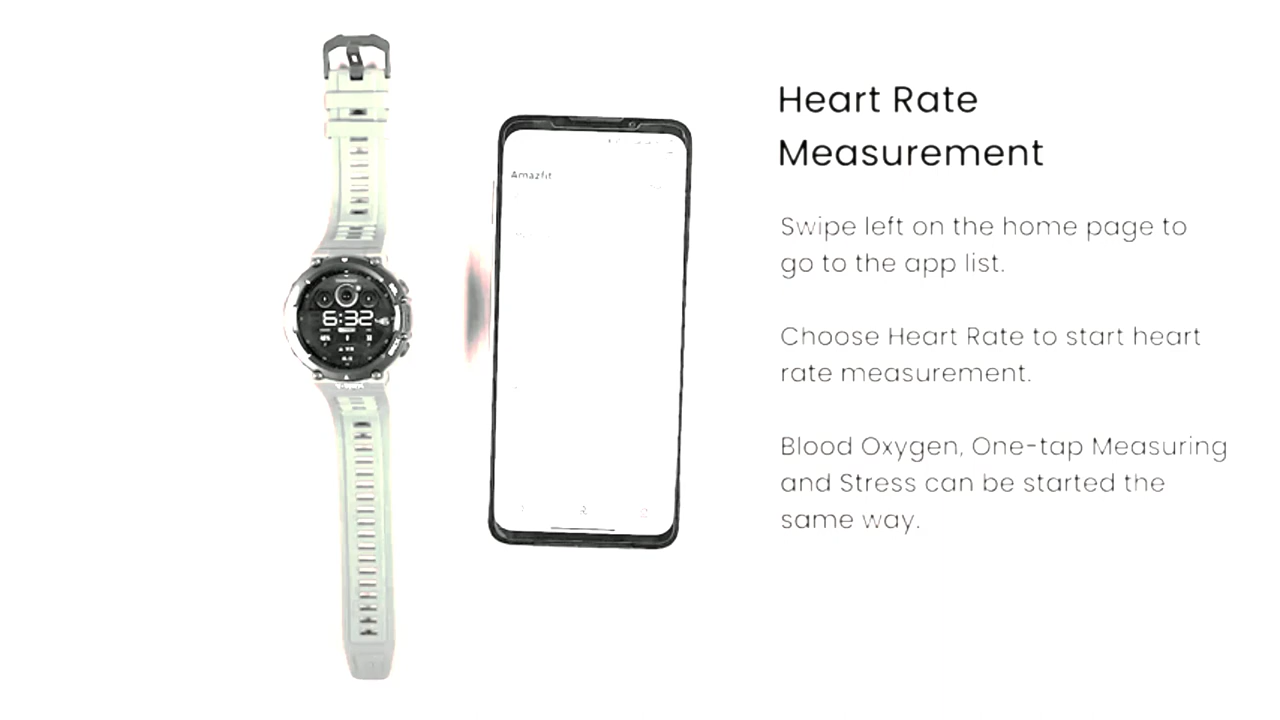 Heart Rate
Measurement
Swipe left on the home page to
go to the app list.
Choose Heart Rate to start heart
rate measurement.
Blood Oxygen, One-tap Measuring
and Stress can be started the
same way.
Amazfit
6:32